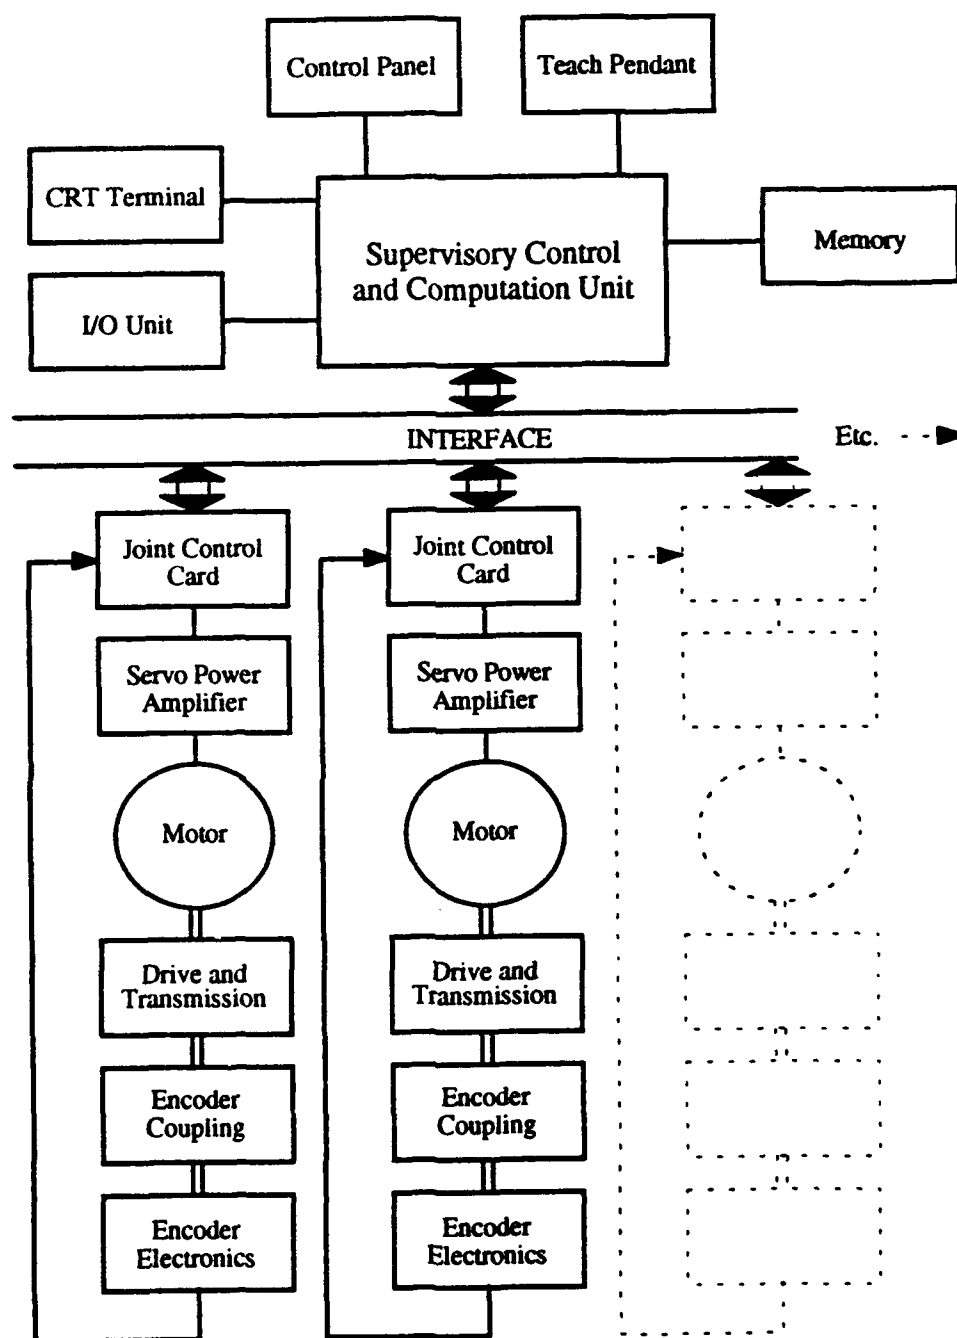 Control Panel
Teach Pendant
CRT Terminal
Supervisory Control
and Computation Unit
Memory
I/O Unit
INTERFACE
Etc.
Joint Control
Card
Servo Power
Amplifier
Motor
Drive and
Transmission
Encoder
Coupling
Encoder
Electronics
Joint Control
Card
Servo Power
Amplifier
Motor
Drive and
Transmission
Encoder
Coupling
Encoder
Electronics